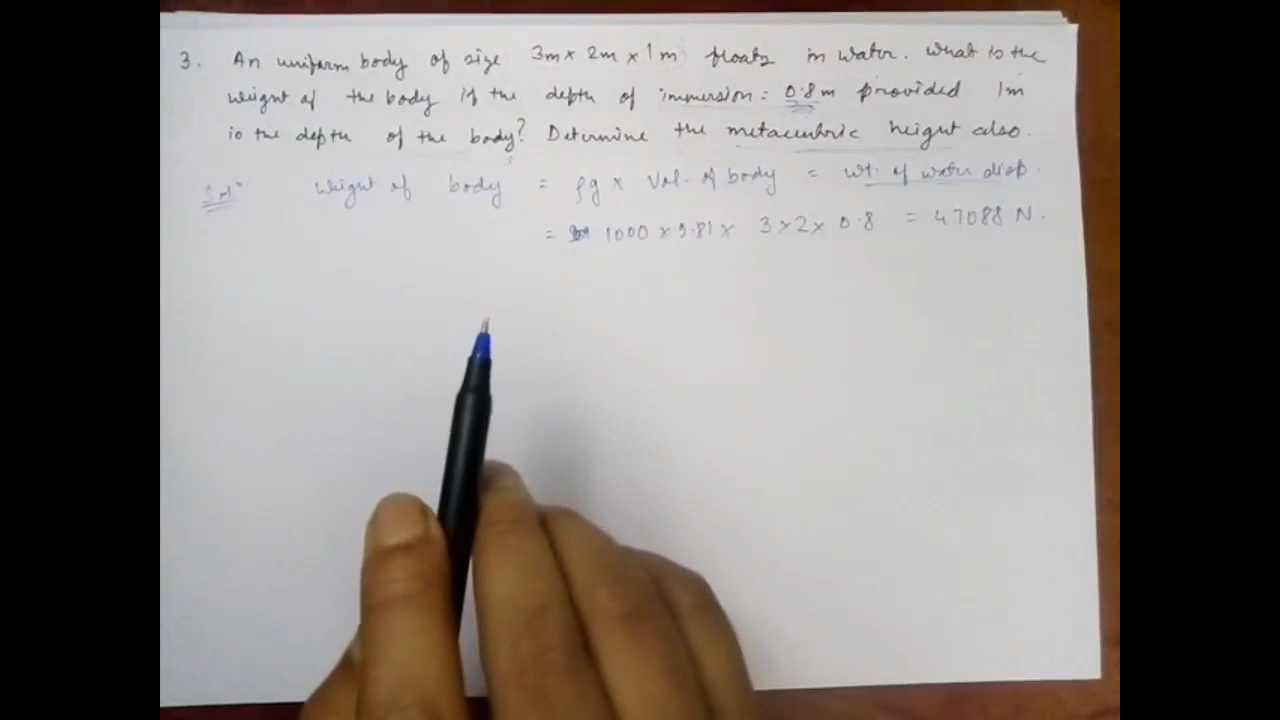 3. An uniform body of size 3m x 2m x 1m floats in water. What is the
weight of the body if the depth of immersion = 0.8m provided 1m
is the depth of the body? Determine the metacentric height also.
Solⁿ Weight of body = ρg x Vol. of body = wt. of water disp.
= 1000 x 9.81 x 3 x 2 x 0.8 = 47088 N.